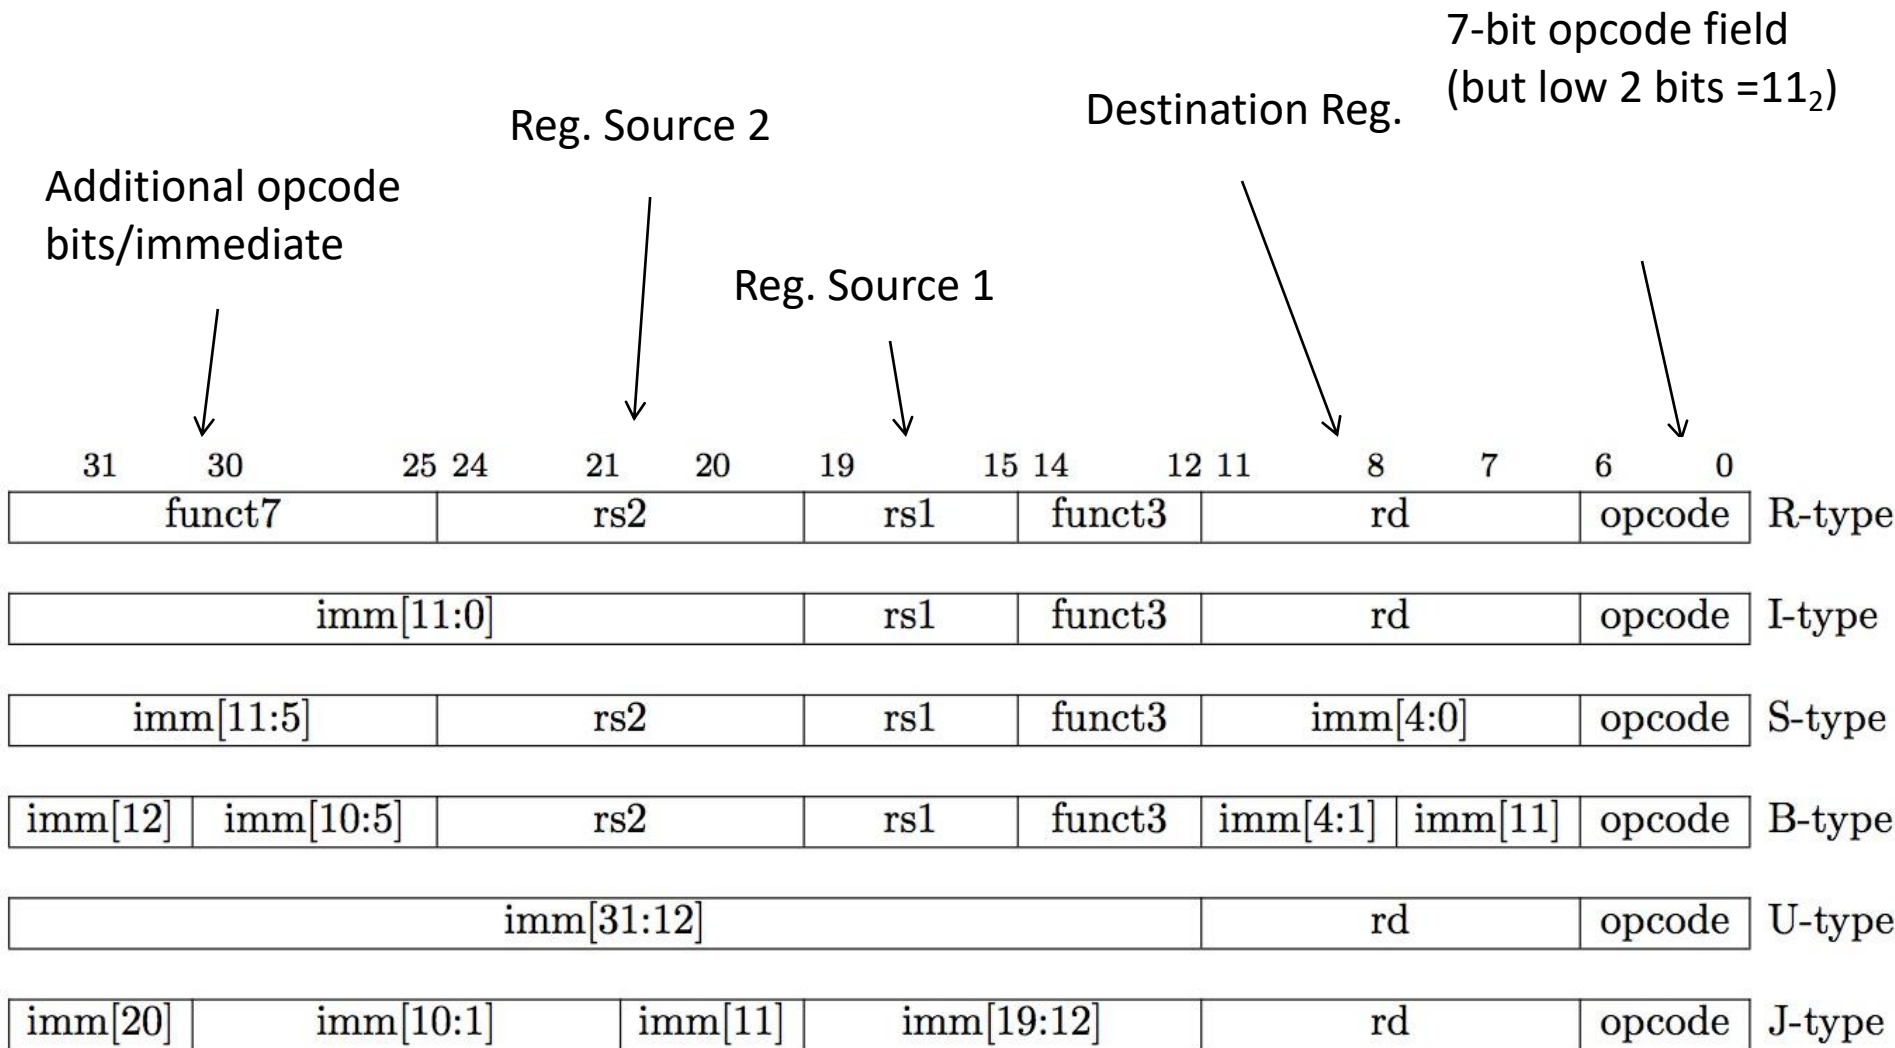 7-bit opcode field
(but low 2 bits =11₂)
Destination Reg.
Reg. Source 2
Additional opcode
bits/immediate
Reg. Source 1
31 30 25 24 21 20 19 15 14 12 11 8 7 6 0
funct7 rs2 rs1 funct3 rd opcode R-type
imm[11:0] rs1 funct3 rd opcode I-type
imm[11:5] rs2 rs1 funct3 imm[4:0] opcode S-type
imm[12] imm[10:5] rs2 rs1 funct3 imm[4:1] imm[11] opcode B-type
imm[31:12] rd opcode U-type
imm[20] imm[10:1] imm[11] imm[19:12] rd opcode J-type